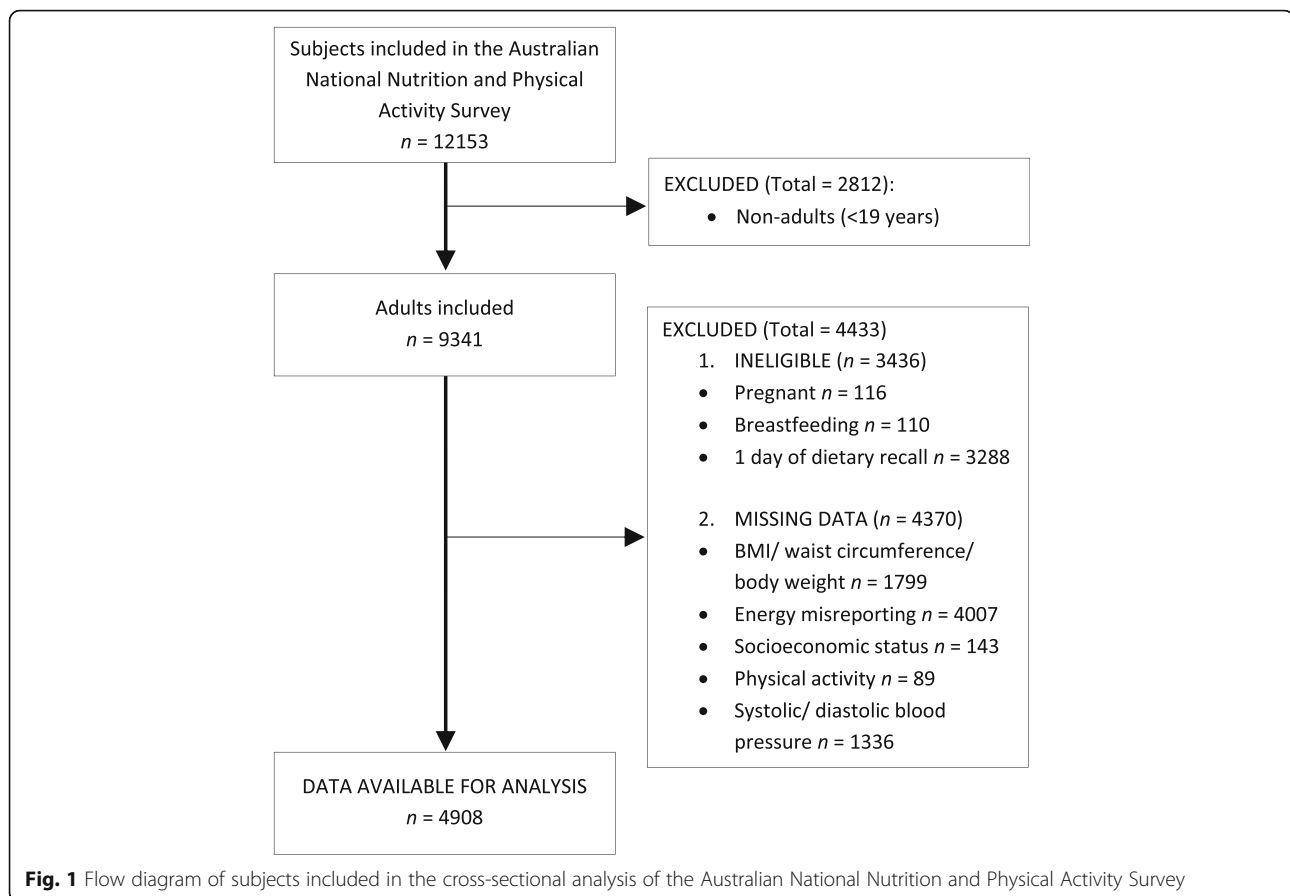 Subjects included in the Australian
National Nutrition and Physical
Activity Survey
n = 12153
EXCLUDED (Total = 2812):
• Non-adults (<19 years)
Adults included
n = 9341
EXCLUDED (Total = 4433)
1. INELIGIBLE (n = 3436)
• Pregnant n = 116
• Breastfeeding n = 110
• 1 day of dietary recall n = 3288
2. MISSING DATA (n = 4370)
• BMI/ waist circumference/
body weight n = 1799
• Energy misreporting n = 4007
• Socioeconomic status n = 143
• Physical activity n = 89
• Systolic/ diastolic blood
pressure n = 1336
DATA AVAILABLE FOR ANALYSIS
n = 4908
Fig. 1 Flow diagram of subjects included in the cross-sectional analysis of the Australian National Nutrition and Physical Activity Survey